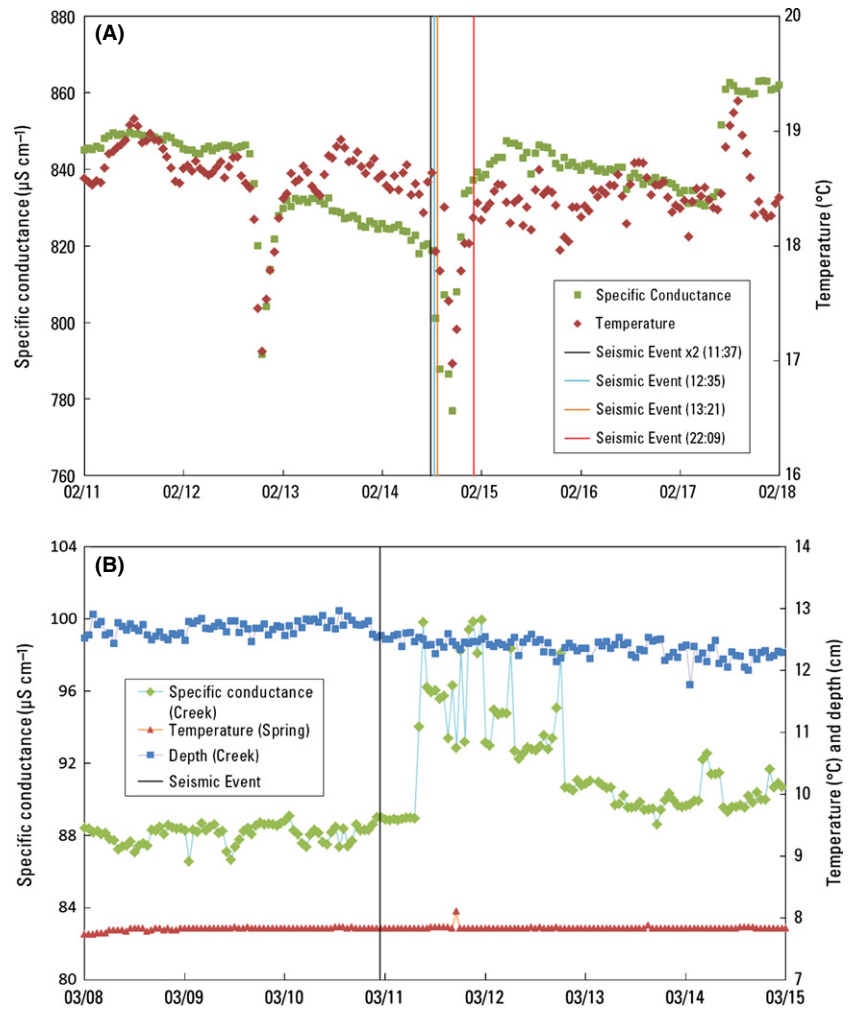 (A)
880
860
840
820
800
780
760
Specific conductance (µS cm⁻¹)
20
19
18
17
16
Temperature (°C)
Specific Conductance
Temperature
Seismic Event x2 (11:37)
Seismic Event (12:35)
Seismic Event (13:21)
Seismic Event (22:09)
02/11 02/12 02/13 02/14 02/15 02/16 02/17 02/18
(B)
104
100
96
92
88
84
80
Specific conductance (µS cm⁻¹)
14
13
12
11
10
9
8
7
Temperature (°C) and depth (cm)
Specific conductance
(Creek)
Temperature (Spring)
Depth (Creek)
Seismic Event
03/08 03/09 03/10 03/11 03/12 03/13 03/14 03/15